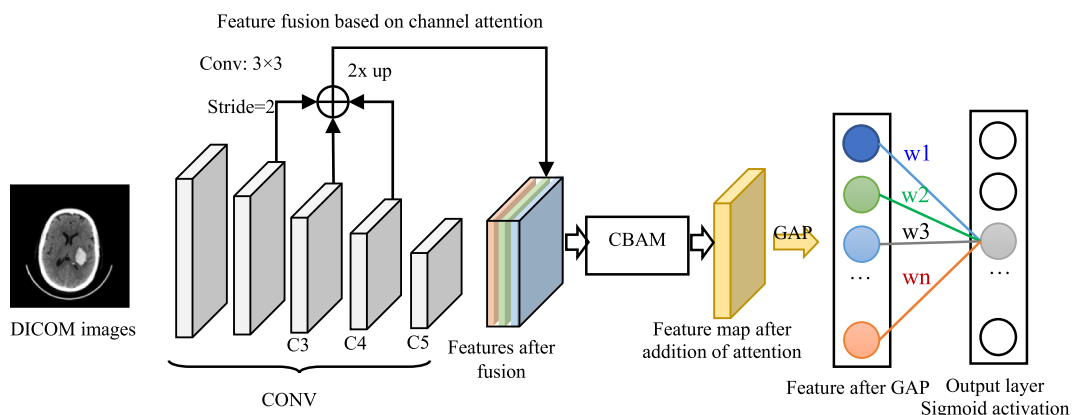 Feature fusion based on channel attention
Conv: 3×3
2x up
Stride=2
DICOM images
C3
C4
C5
CONV
Features after
fusion
CBAM
Feature map after
addition of attention
GAP
w1
w2
w3
...
wn
Feature after GAP
...
Output layer
Sigmoid activation